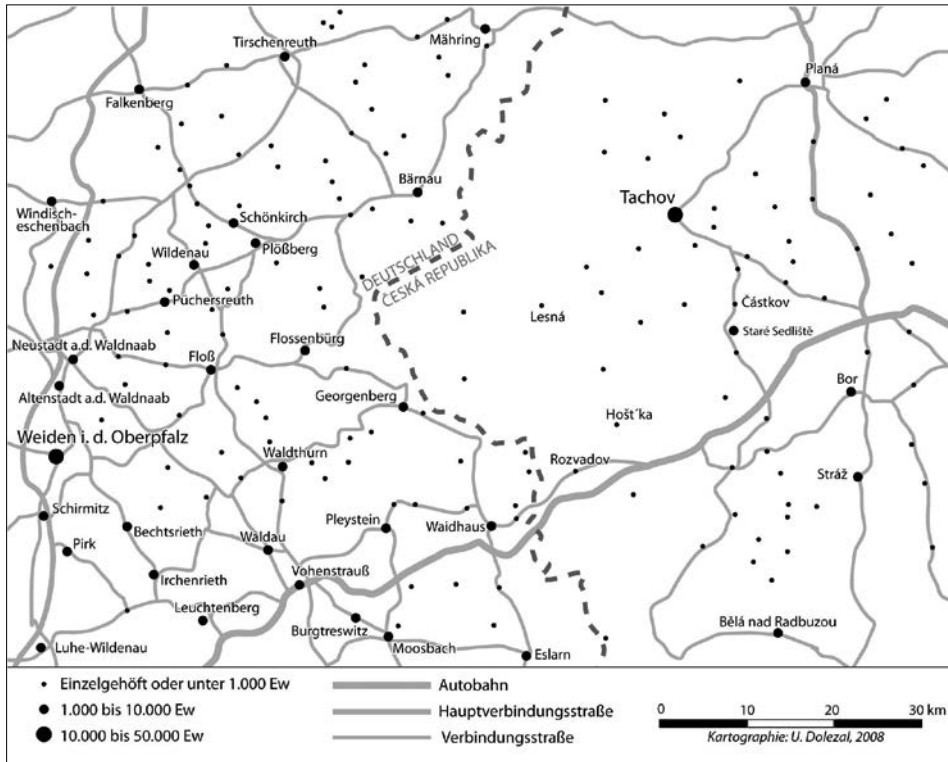 Mähring
Tirschenreuth
Planá
Falkenberg
Bärnau
Tachov
Windisch-
eschenbach
Schönkirch
Plößberg
DEUTSCHLAND
ČESKÁ REPUBLIKA
Wildenau
Püchersreuth
Částkov
Lesná
Staré Sedliště
Flossenbürg
Neustadt a.d. Waldnaab
Floß
Altenstadt a.d. Waldnaab
Georgenberg
Bor
Hošt´ka
Weiden i. d. Oberpfalz
Waldthurn
Rozvadov
Stráž
Schirmitz
Pleystein
Waidhaus
Bechtsrieth
Waldau
Pirk
Vohenstrauß
Irchenrieth
Leuchtenberg
Burgtreswitz
Bělá nad Radbuzou
Luhe-Wildenau
Moosbach
Eslarn
Einzelgehöft oder unter 1.000 Ew
1.000 bis 10.000 Ew
10.000 bis 50.000 Ew
Autobahn
Hauptverbindungsstraße
Verbindungsstraße
0 10 20 30 km
Kartographie: U. Dolezal, 2008